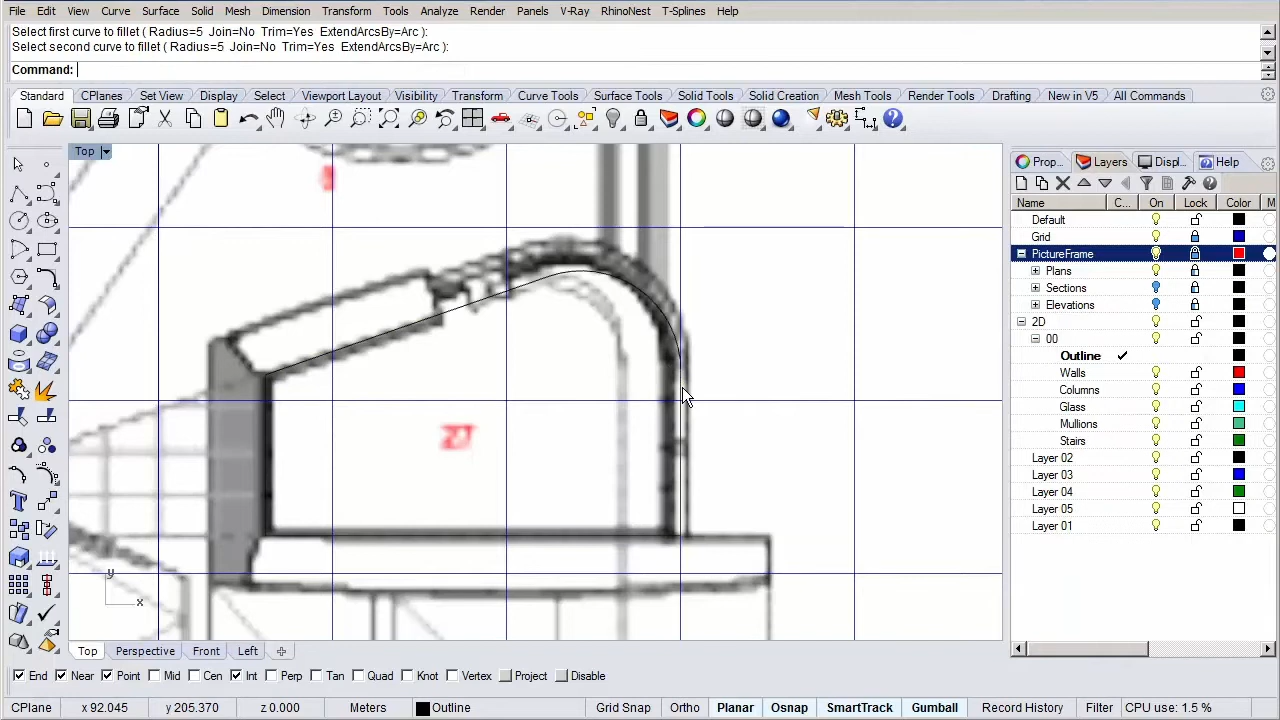 File Edit View Curve Surface Solid Mesh Dimension Transform Tools Analyze Render Panels V-Ray RhinoNest T-Splines Help
Select first curve to fillet ( Radius=5 Join=No Trim=Yes ExtendArcsBy=Arc ):
Select second curve to fillet ( Radius=5 Join=No Trim=Yes ExtendArcsBy=Arc ):
Command:
Standard CPlanes Set View Display Select Viewport Layout Visibility Transform Curve Tools Surface Tools Solid Tools Solid Creation Mesh Tools Render Tools Drafting New in V5 All Commands
Top
Prop... Layers Displ... Help
Name C... On Lock Color M
Default
Grid
PictureFrame
Plans
Sections
Elevations
2D
00
Outline
Walls
Columns
Glass
Mullions
Stairs
Layer 02
Layer 03
Layer 04
Layer 05
Layer 01
27
y
x
Top Perspective Front Left
End Near Point Mid Cen Int Perp Tan Quad Knot Vertex Project Disable
CPlane x 92.045 y 205.370 z 0.000 Meters Outline Grid Snap Ortho Planar Osnap SmartTrack Gumball Record History Filter CPU use: 1.5 %